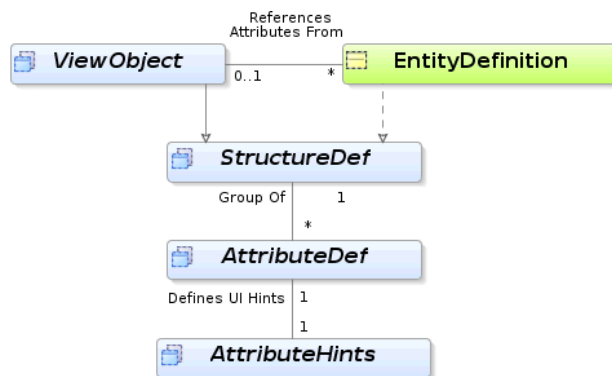 References
Attributes From
ViewObject
EntityDefinition
0..1
*
StructureDef
Group Of
1
*
AttributeDef
Defines UI Hints
1
1
AttributeHints